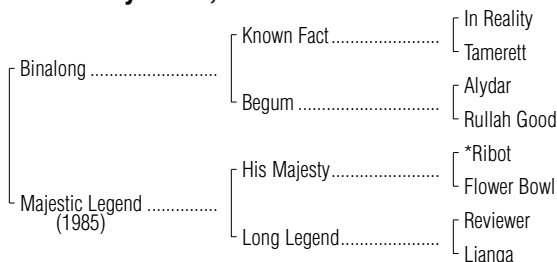 In Reality
Known Fact..........................
Tamerett
Binalong ...............................
Alydar
Begum ..................................
Rullah Good
*Ribot
His Majesty..........................
Flower Bowl
Majestic Legend .................
(1985)
Reviewer
Long Legend........................
Lianga